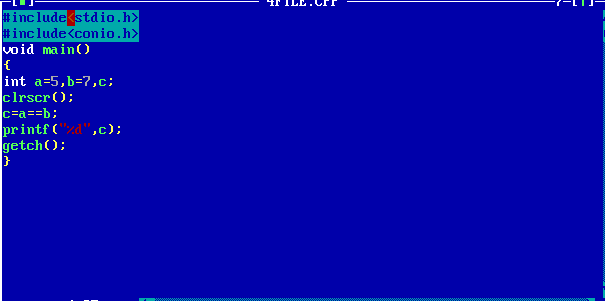 4FILE.CPP
#include<stdio.h>
#include<conio.h>
void main()
{
int a=5,b=7,c;
clrscr();
c=a==b;
printf("%d",c);
getch();
}